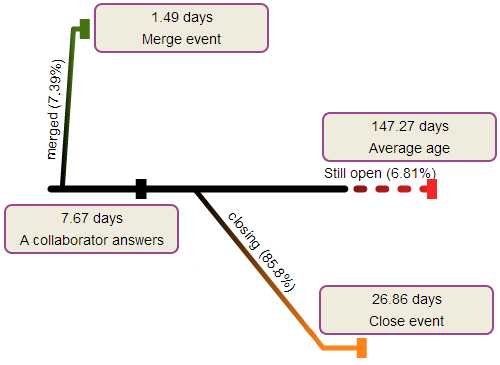 1.49 days
Merge event
merged (7.39%)
147.27 days
Average age
Still open (6.81%)
7.67 days
A collaborator answers
closing (85.8%)
26.86 days
Close event